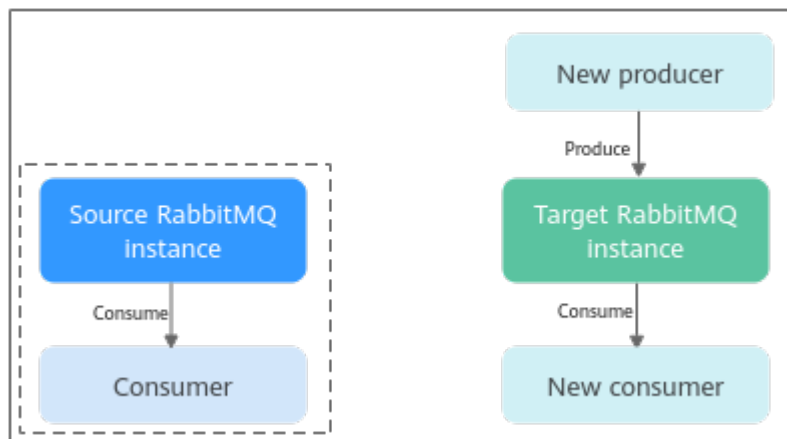 New producer
Produce
Source RabbitMQ
instance
Target RabbitMQ
instance
Consume
Consume
Consumer
New consumer